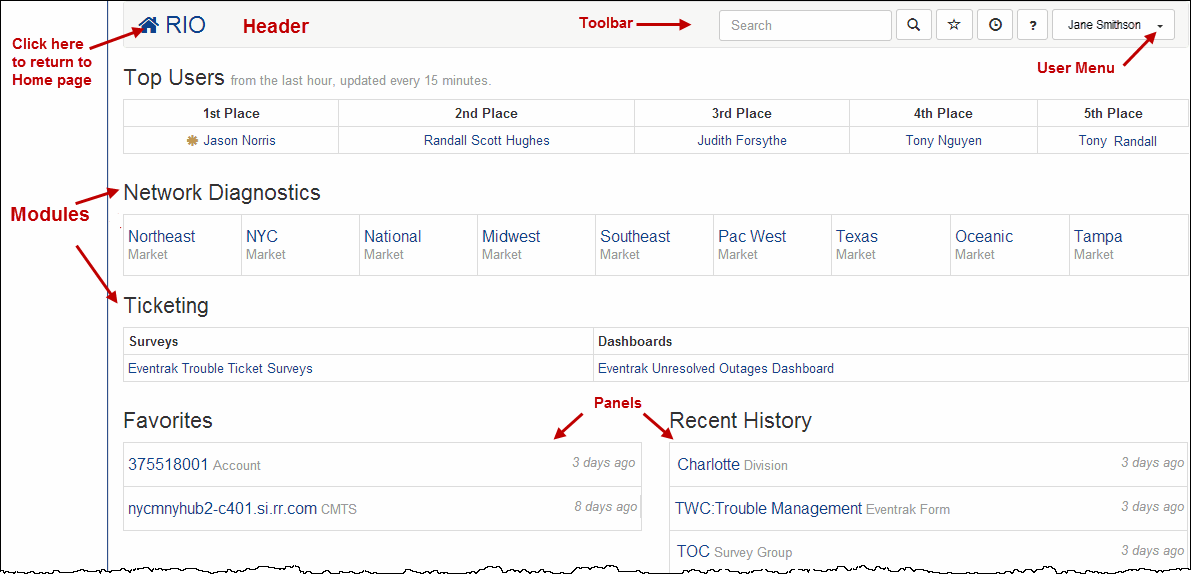 RIO
Header
Toolbar
Search
?
Jane Smithson
Click here
to return to
Home page
User Menu
Top Users from the last hour, updated every 15 minutes.
1st Place 2nd Place 3rd Place 4th Place 5th Place
Jason Norris Randall Scott Hughes Judith Forsythe Tony Nguyen Tony Randall
Modules
Network Diagnostics
Northeast NYC National Midwest Southeast Pac West Texas Oceanic Tampa
Market Market Market Market Market Market Market Market Market
Ticketing
Surveys Dashboards
Eventrak Trouble Ticket Surveys Eventrak Unresolved Outages Dashboard
Panels
Favorites
375518001 Account 3 days ago
nycmnyhub2-c401.si.rr.com CMTS 8 days ago
Recent History
Charlotte Division 3 days ago
TWC:Trouble Management Eventrak Form 3 days ago
TOC Survey Group 3 days ago